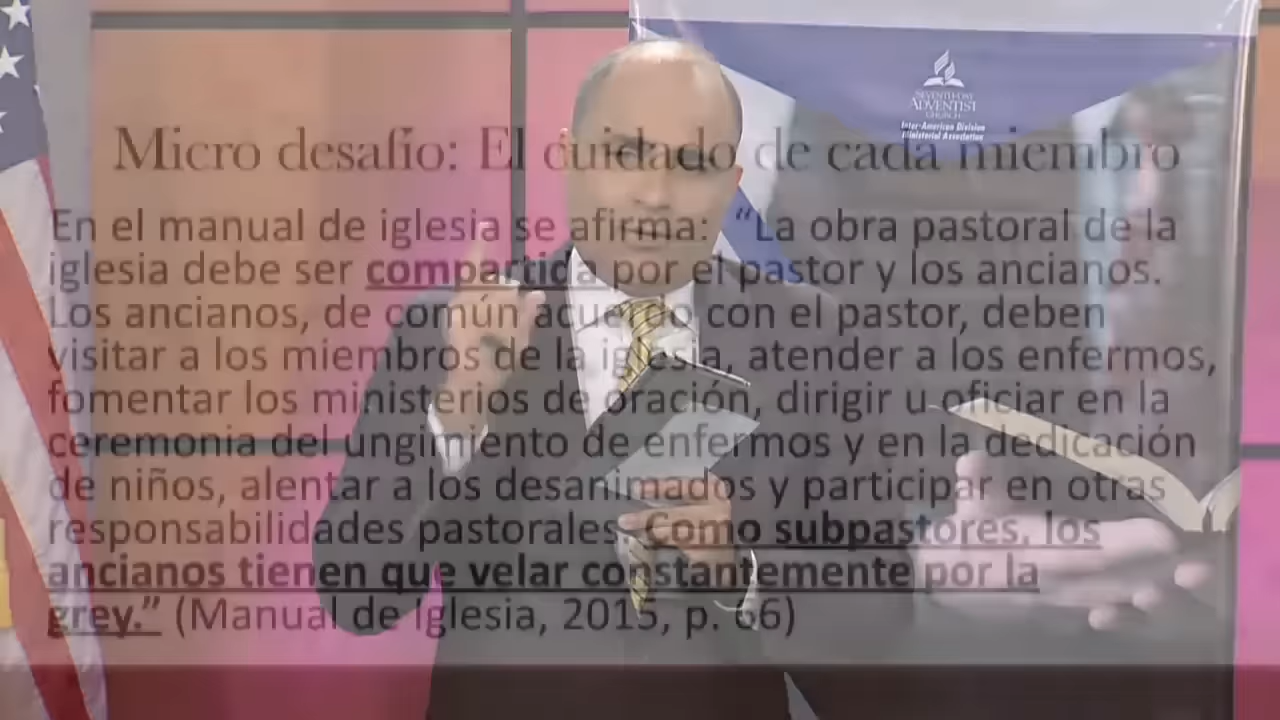 SEVENTH-DAY
ADVENTIST
CHURCH
Inter-American Division
Ministerial Association
Micro desafío: El cuidado de cada miembro
En el manual de iglesia se afirma: “La obra pastoral de la
iglesia debe ser compartida por el pastor y los ancianos.
Los ancianos, de común acuerdo con el pastor, deben
visitar a los miembros de la iglesia, atender a los enfermos,
fomentar los ministerios de oración, dirigir u oficiar en la
ceremonia del ungimiento de enfermos y en la dedicación
de niños, alentar a los desanimados y participar en otras
responsabilidades pastorales. Como subpastores, los
ancianos tienen que velar constantemente por la
grey.” (Manual de Iglesia, 2015, p. 66)